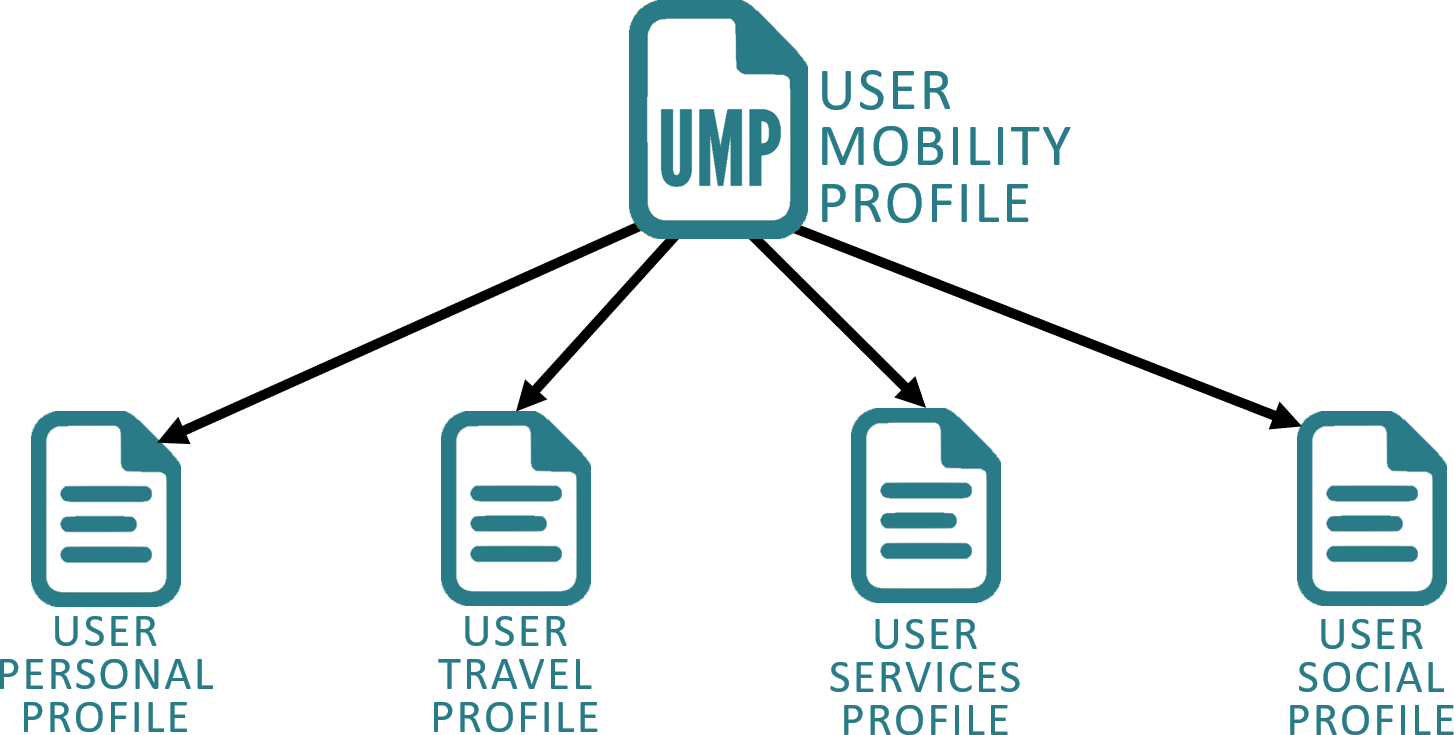 UMP
USER
MOBILITY
PROFILE
USER
PERSONAL
PROFILE
USER
TRAVEL
PROFILE
USER
SERVICES
PROFILE
USER
SOCIAL
PROFILE